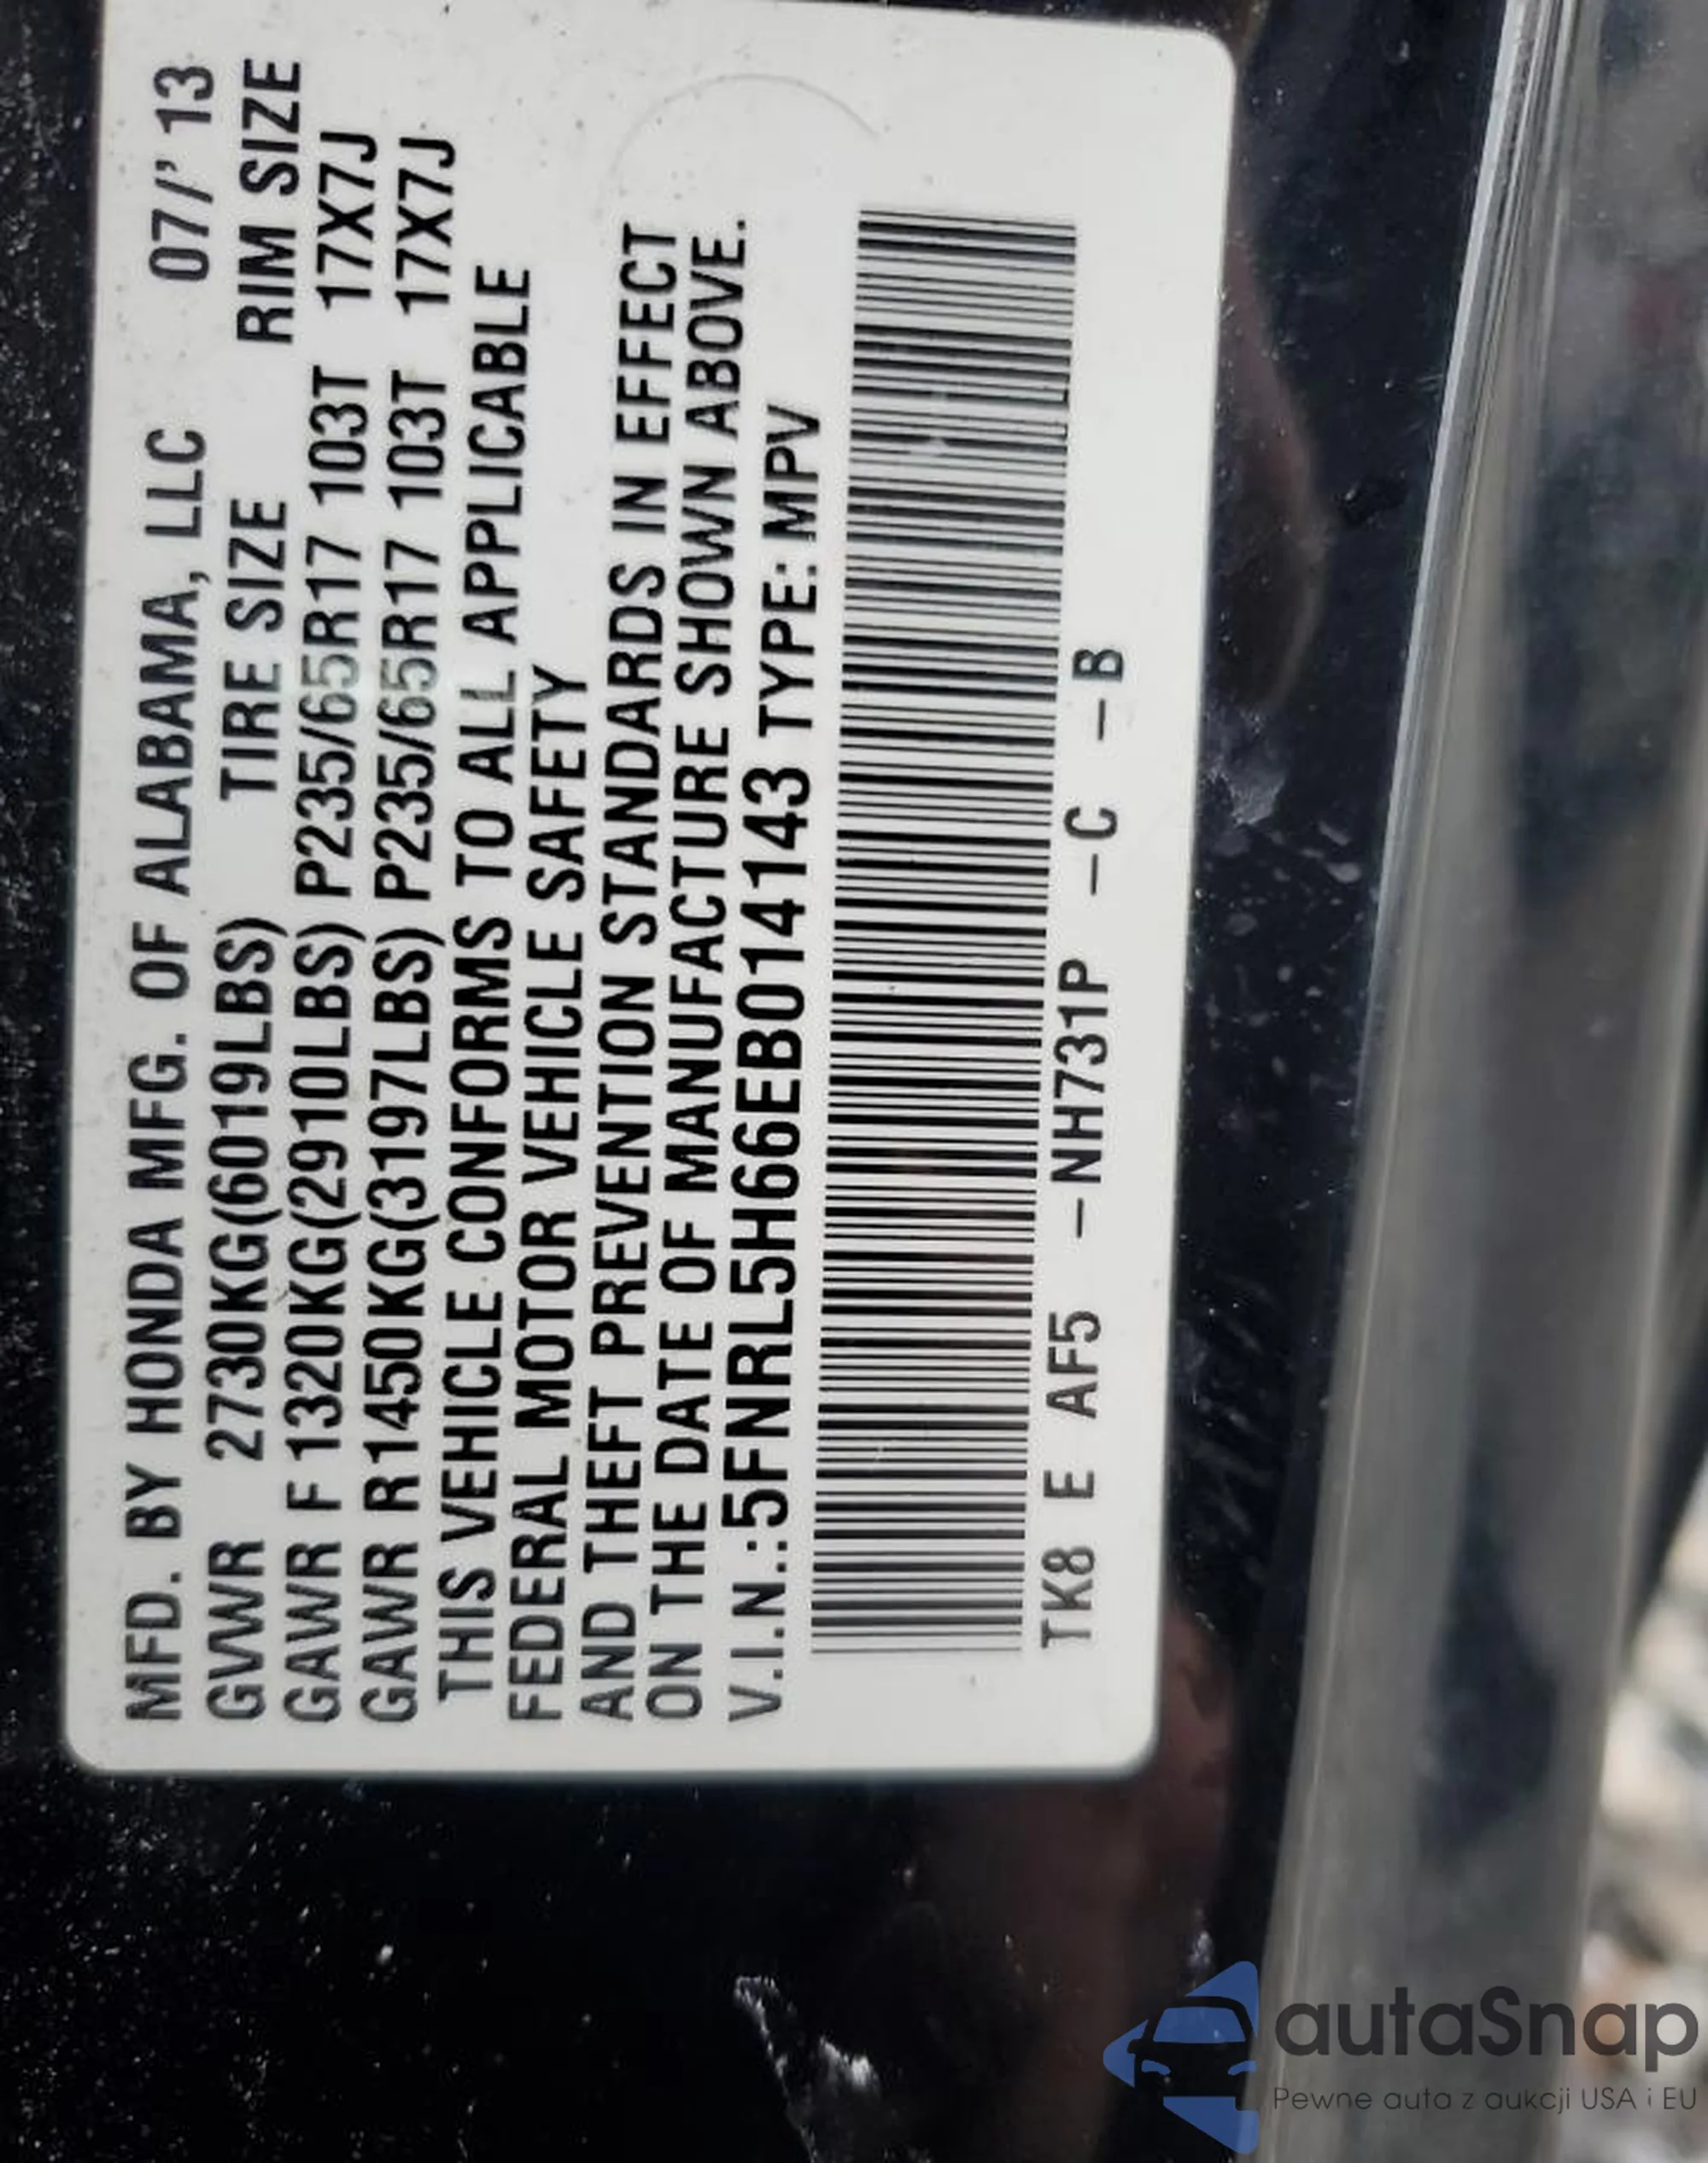 MFD. BY HONDA MFG. OF ALABAMA, LLC 07/'13
GVWR 2730KG(6019LBS) TIRE SIZE RIM SIZE
GAWR F 1320KG(2910LBS) P235/65R17 103T 17X7J
GAWR R1450KG(3197LBS) P235/65R17 103T 17X7J
THIS VEHICLE CONFORMS TO ALL APPLICABLE
FEDERAL MOTOR VEHICLE SAFETY
AND THEFT PREVENTION STANDARDS IN EFFECT
ON THE DATE OF MANUFACTURE SHOWN ABOVE.
V.I.N.:5FNRL5H66EB014143 TYPE:MPV
TK8 E AF5 -NH731P -C -B
autaSnap
Pewne auta z aukcji USA i EU